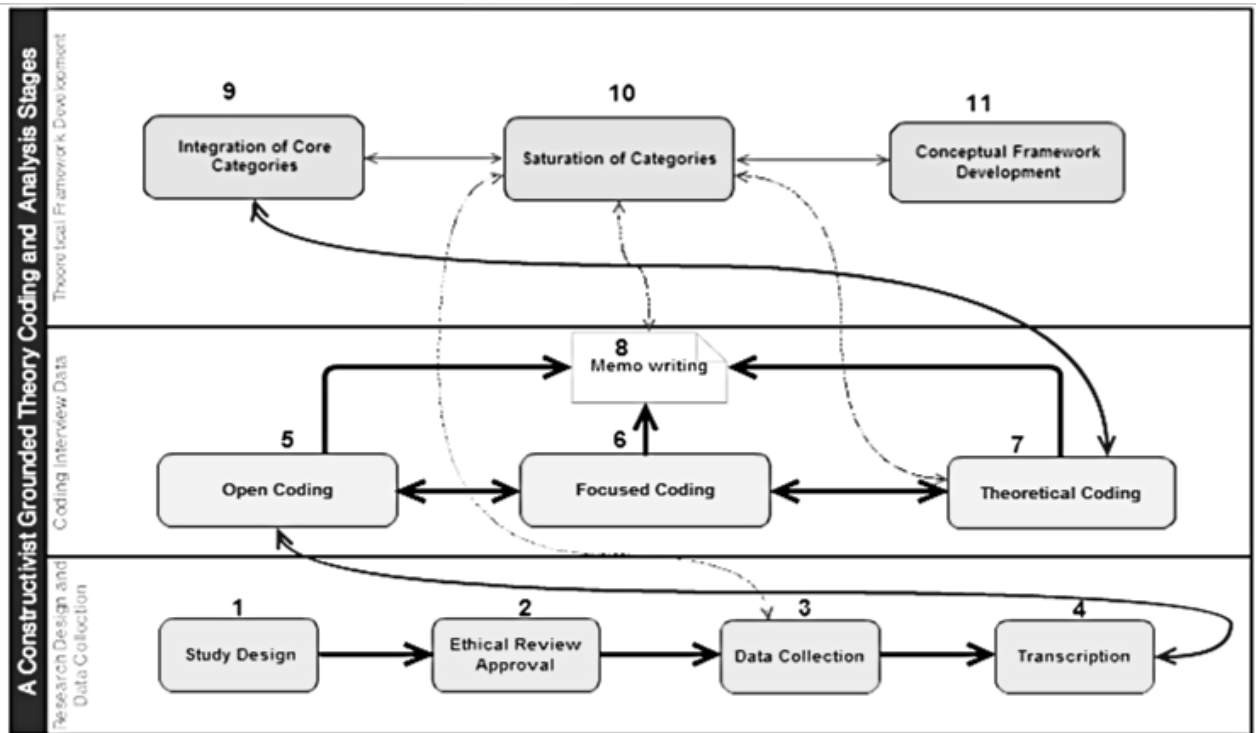 A Constructivist Grounded Theory Coding and Analysis Stages
Theoretical Framework Development
9
Integration of Core
Categories
10
Saturation of Categories
11
Conceptual Framework
Development
Coding Interview Data
8
Memo writing
5
Open Coding
6
Focused Coding
7
Theoretical Coding
Research Design and
Data Collection
1
Study Design
2
Ethical Review
Approval
3
Data Collection
4
Transcription